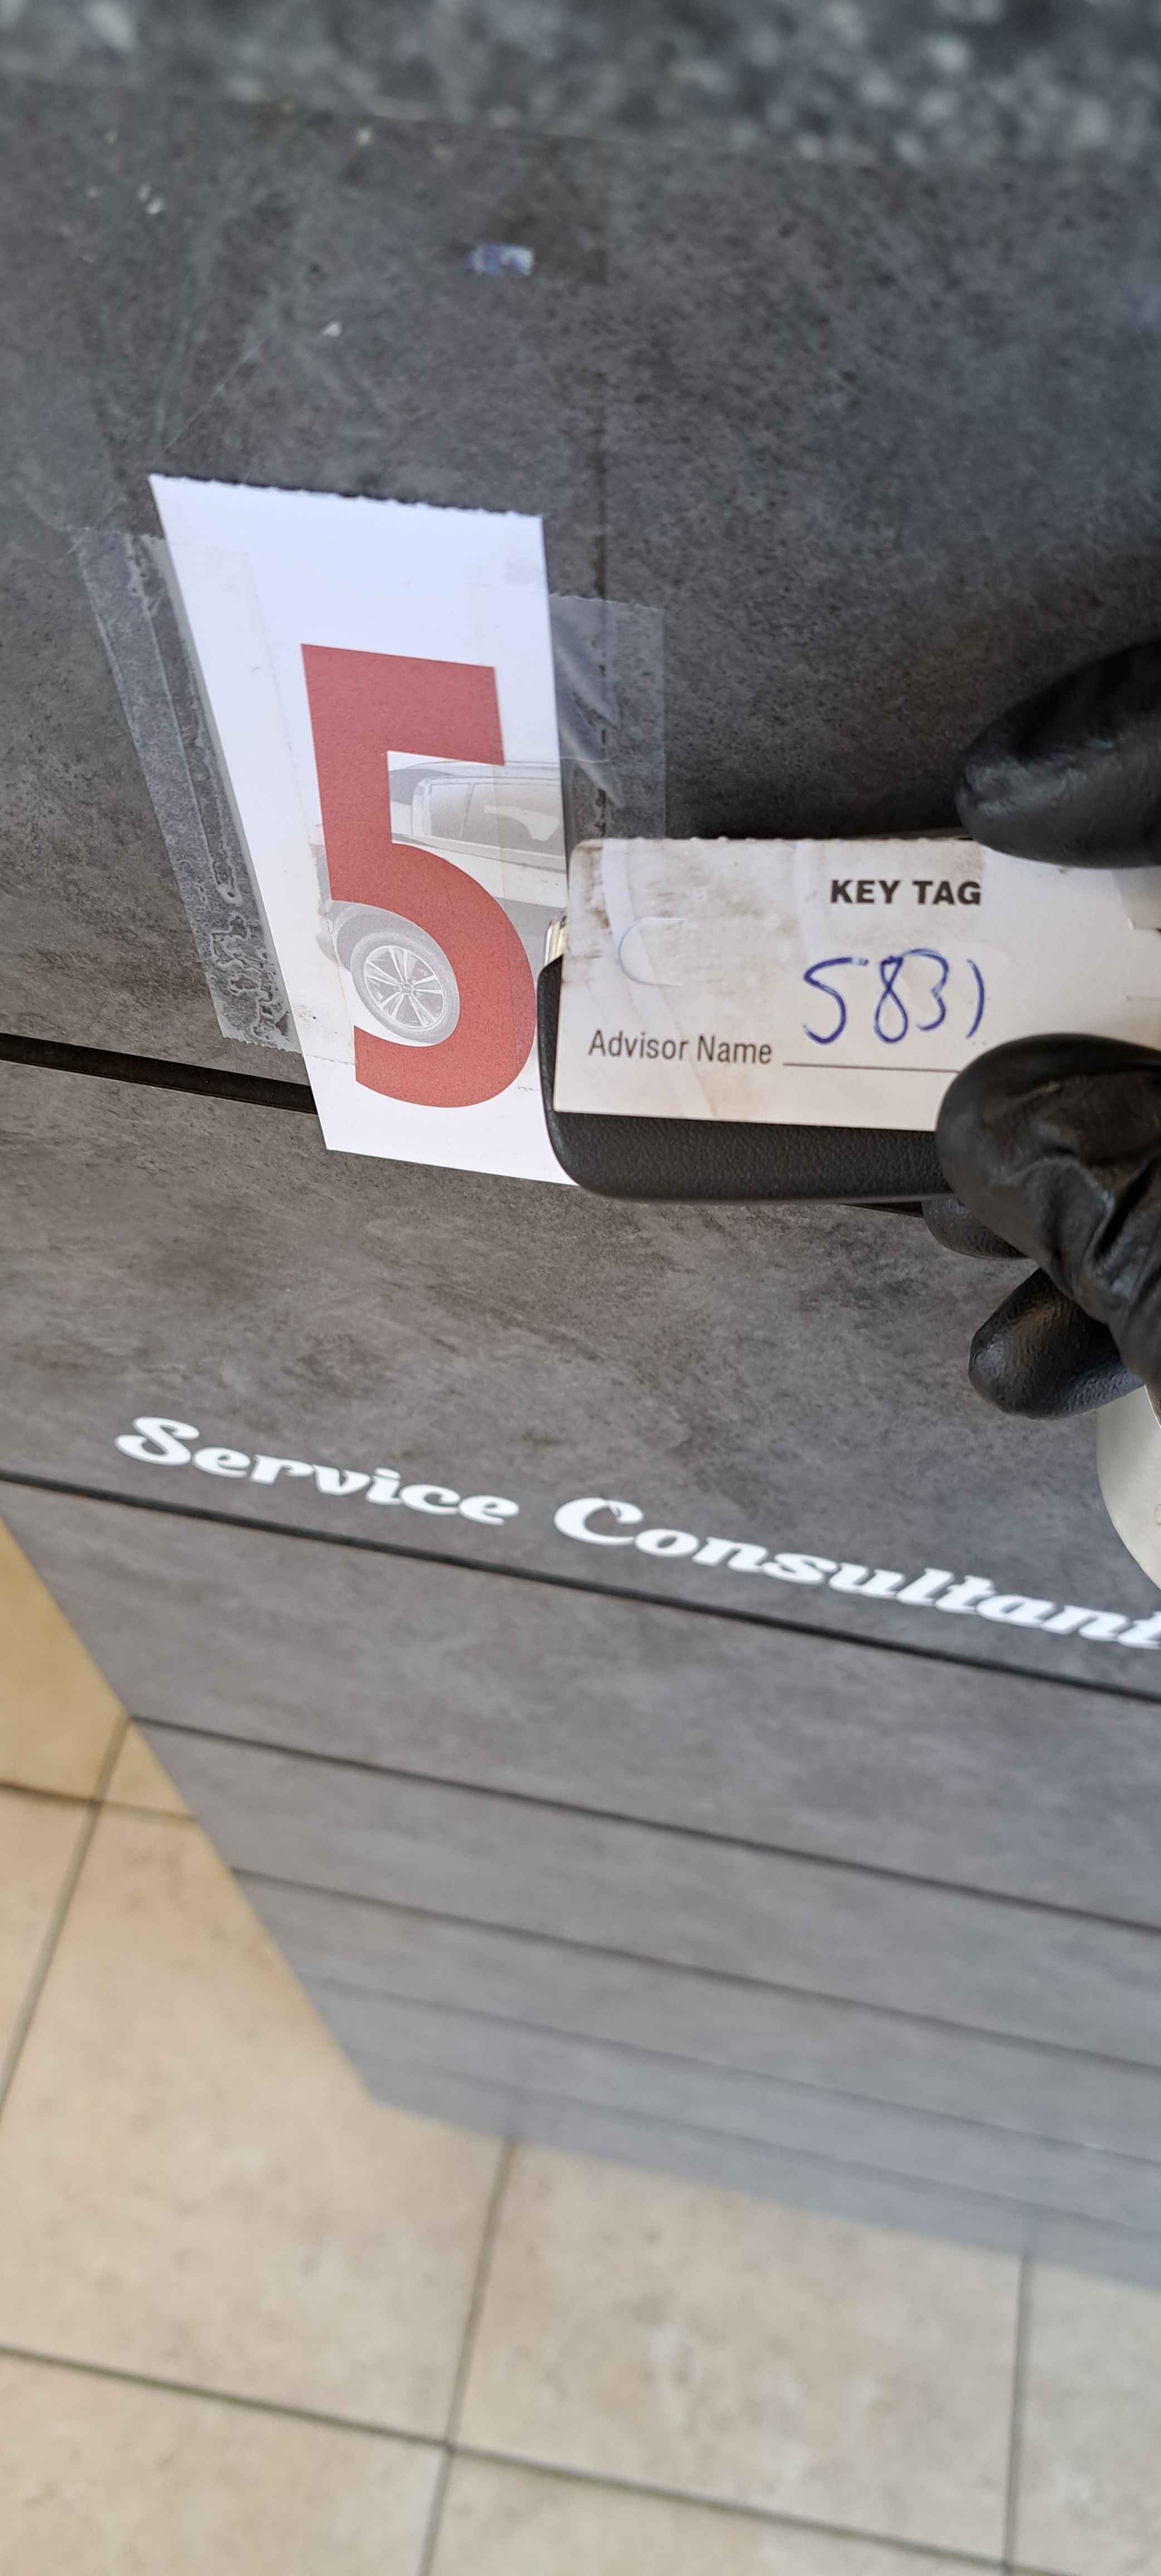 5
KEY TAG
5831
Advisor Name
Service Consultant